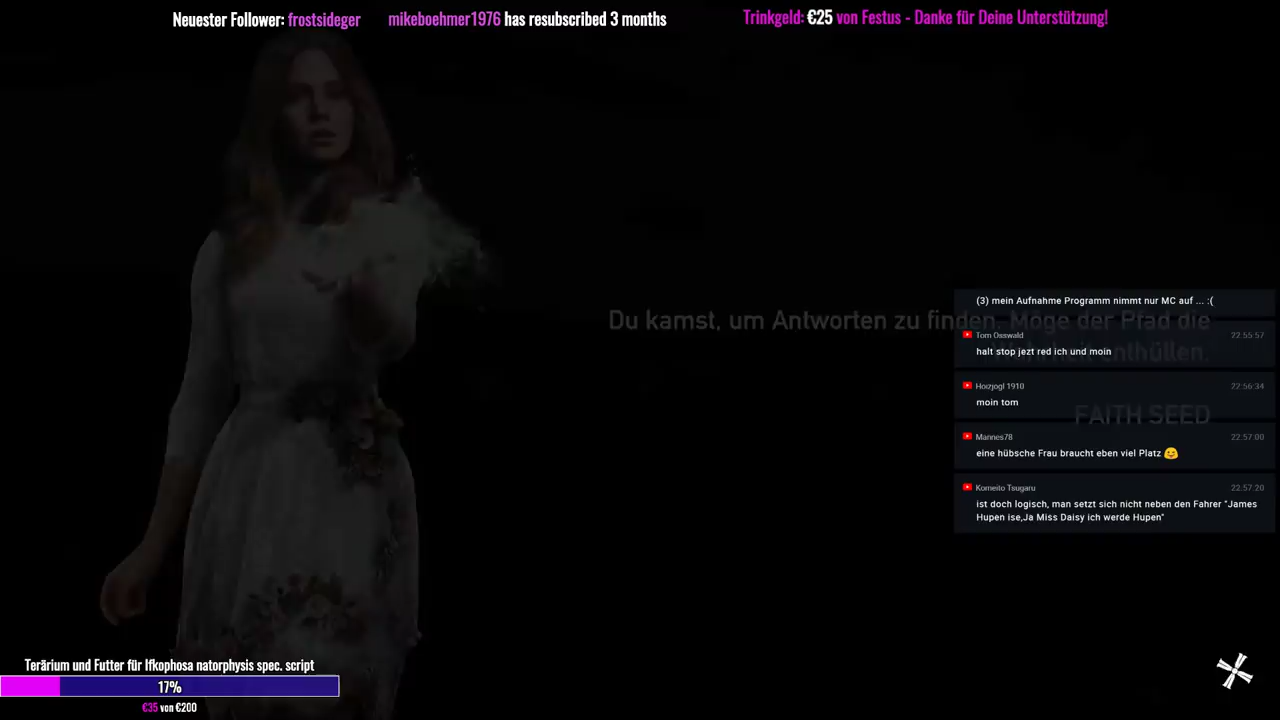 Neuester Follower: frostsideger
mikeboehmer1976 has resubscribed 3 months
Trinkgeld: €25 von Festus - Danke für Deine Unterstützung!
(3) mein Aufnahme Programm nimmt nur MC auf ... :(
Du kamst, um Antworten zu finden. Möge der Pfad die
Wahrheit enthüllen.
FAITH SEED
Tom Osswald 22:55:57
halt stop jezt red ich und moin
Hoizjogl 1910 22:56:34
moin tom
Mannes78 22:57:00
eine hübsche Frau braucht eben viel Platz 🤗
Komeito Tsugaru 22:57:20
ist doch logisch, man setzt sich nicht neben den Fahrer "James
Hupen ise,Ja Miss Daisy ich werde Hupen"
Terärium und Futter für Ifkophosa natorphysis spec. script
17%
€35 von €200